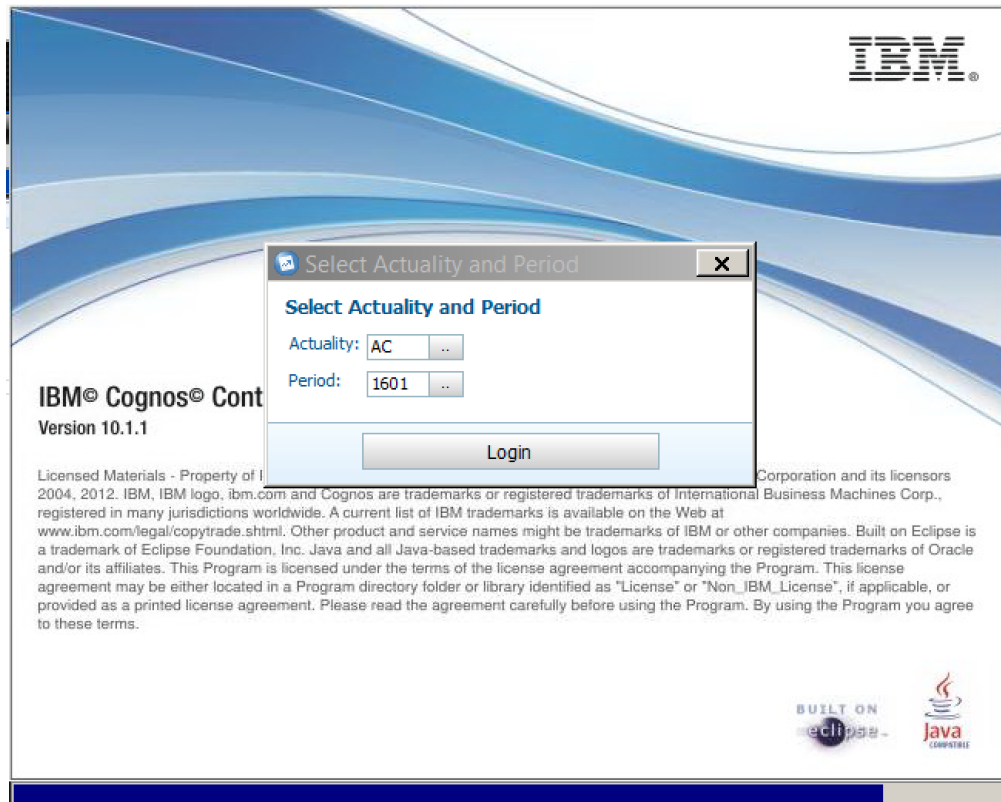 IBM®
Select Actuality and Period
Select Actuality and Period
Actuality: AC ..
Period: 1601 ..
Login
IBM© Cognos© Cont
Version 10.1.1
Licensed Materials - Property of Corporation and its licensors
2004, 2012. IBM, IBM logo, ibm.com and Cognos are trademarks or registered trademarks of International Business Machines Corp.,
registered in many jurisdictions worldwide. A current list of IBM trademarks is available on the Web at
www.ibm.com/legal/copytrade.shtml. Other product and service names might be trademarks of IBM or other companies. Built on Eclipse is
a trademark of Eclipse Foundation, Inc. Java and all Java-based trademarks and logos are trademarks or registered trademarks of Oracle
and/or its affiliates. This Program is licensed under the terms of the license agreement accompanying the Program. This license
agreement may be either located in a Program directory folder or library identified as "License" or "Non_IBM_License", if applicable, or
provided as a printed license agreement. Please read the agreement carefully before using the Program. By using the Program you agree
to these terms.
BUILT ON
eclipse™
Java
COMPATIBLE